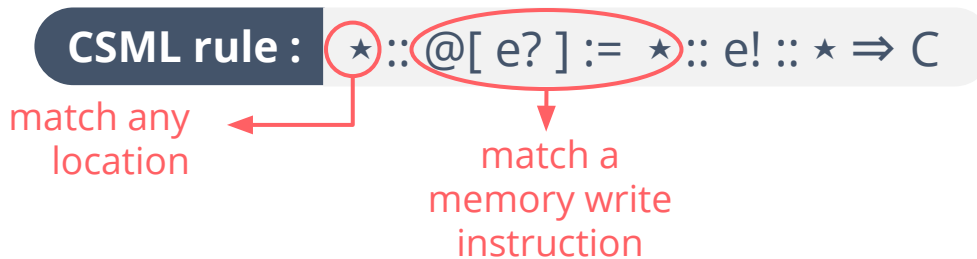 CSML rule : ★ :: @[ e? ] := ★ :: e! :: ★ ⇒ C
match any
location
match a
memory write
instruction